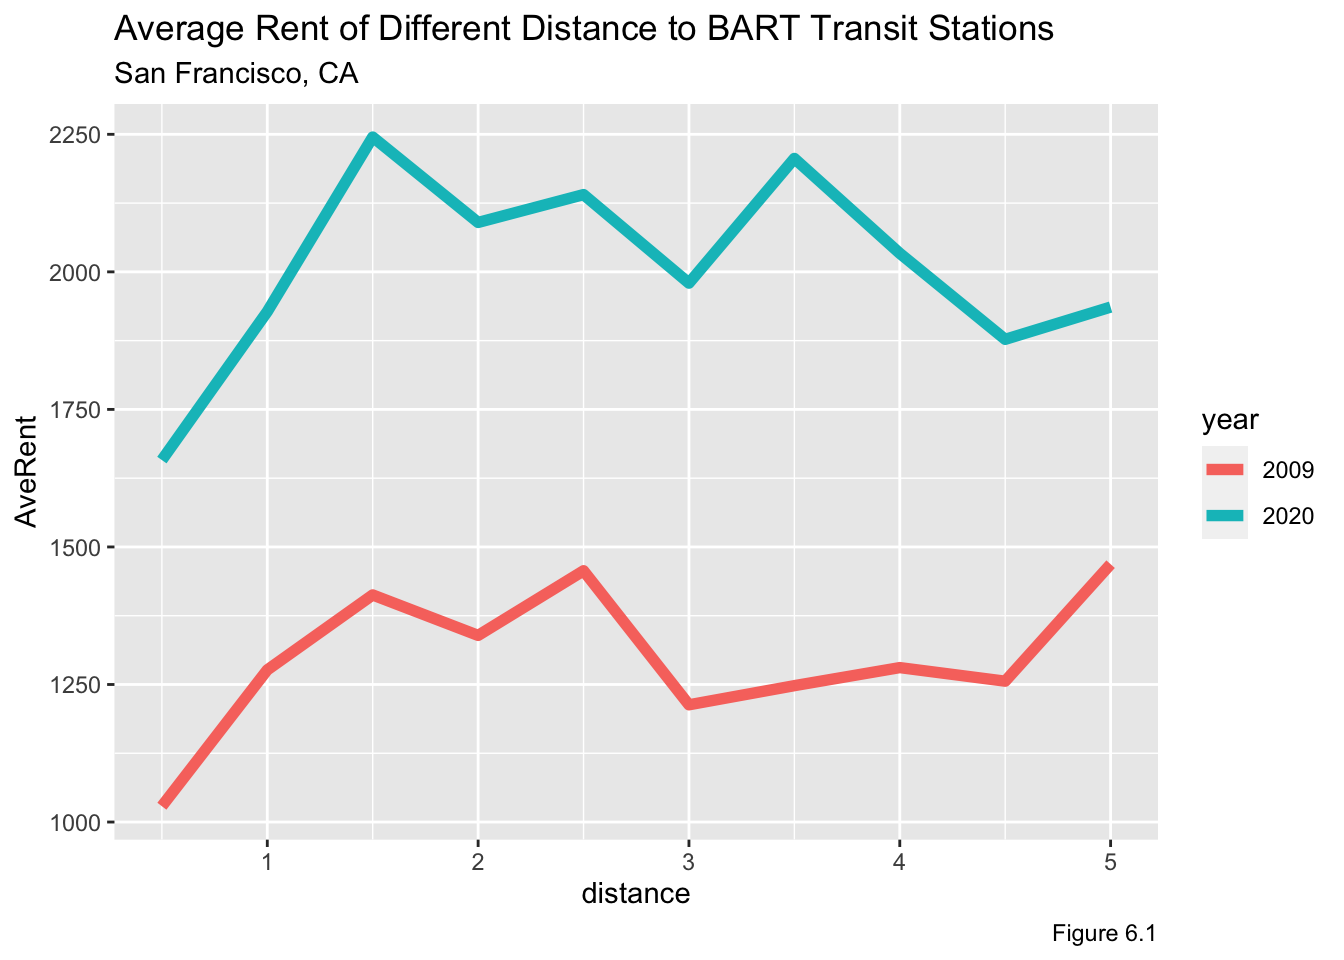 Average Rent of Different Distance to BART Transit Stations
San Francisco, CA
2250
2000
1750
1500
1250
1000
AveRent
1 2 3 4 5
distance
year
2009
2020
Figure 6.1